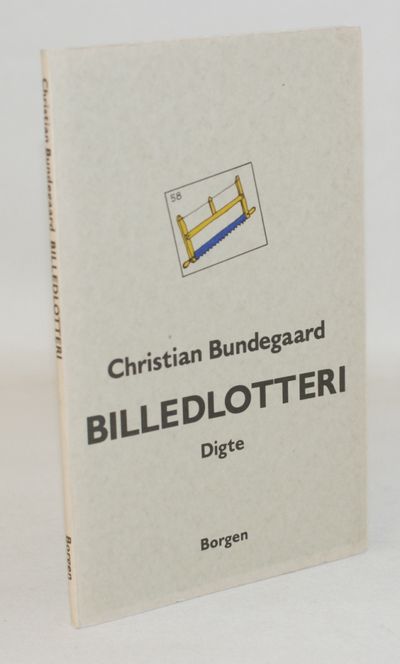 Christian Bundegaard BILLEDLOTTERI
Borgen
58
Christian Bundegaard
BILLEDLOTTERI
Digte
Borgen